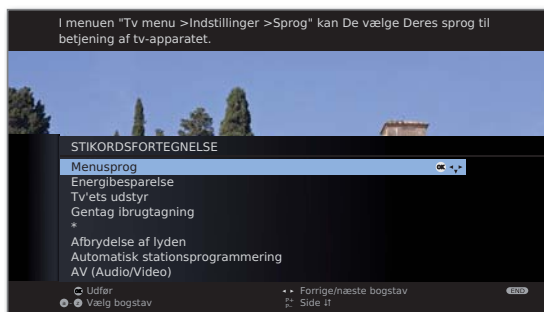 I menuen "Tv menu >Indstillinger >Sprog" kan De vælge Deres sprog til
betjening af tv-apparatet.
STIKORDSFORTEGNELSE
Menusprog OK
Energibesparelse
Tv'ets udstyr
Gentag ibrugtagning
*
Afbrydelse af lyden
Automatisk stationsprogrammering
AV (Audio/Video)
OK Udfør Forrige/næste bogstav END
Vælg bogstav P+ P- Side